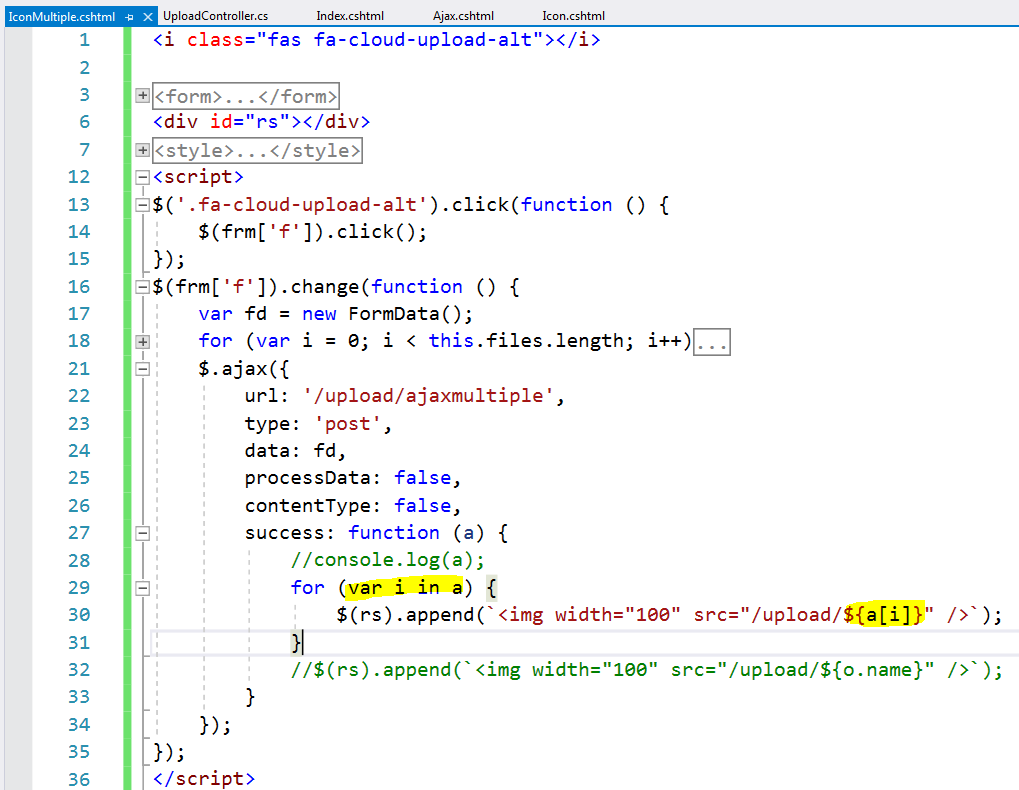 IconMultiple.cshtml UploadController.cs Index.cshtml Ajax.cshtml Icon.cshtml
1 <i class="fas fa-cloud-upload-alt"></i>
2
3 <form>...</form>
6 <div id="rs"></div>
7 <style>...</style>
12 <script>
13 $('.fa-cloud-upload-alt').click(function () {
14     $(frm['f']).click();
15 });
16 $(frm['f']).change(function () {
17     var fd = new FormData();
18     for (var i = 0; i < this.files.length; i++)...
21     $.ajax({
22         url: '/upload/ajaxmultiple',
23         type: 'post',
24         data: fd,
25         processData: false,
26         contentType: false,
27         success: function (a) {
28             //console.log(a);
29             for (var i in a) {
30                 $(rs).append(`<img width="100" src="/upload/${a[i]}" />`);
31             }
32             //$(rs).append(`<img width="100" src="/upload/${o.name}" />`);
33         }
34     });
35 });
36 </script>